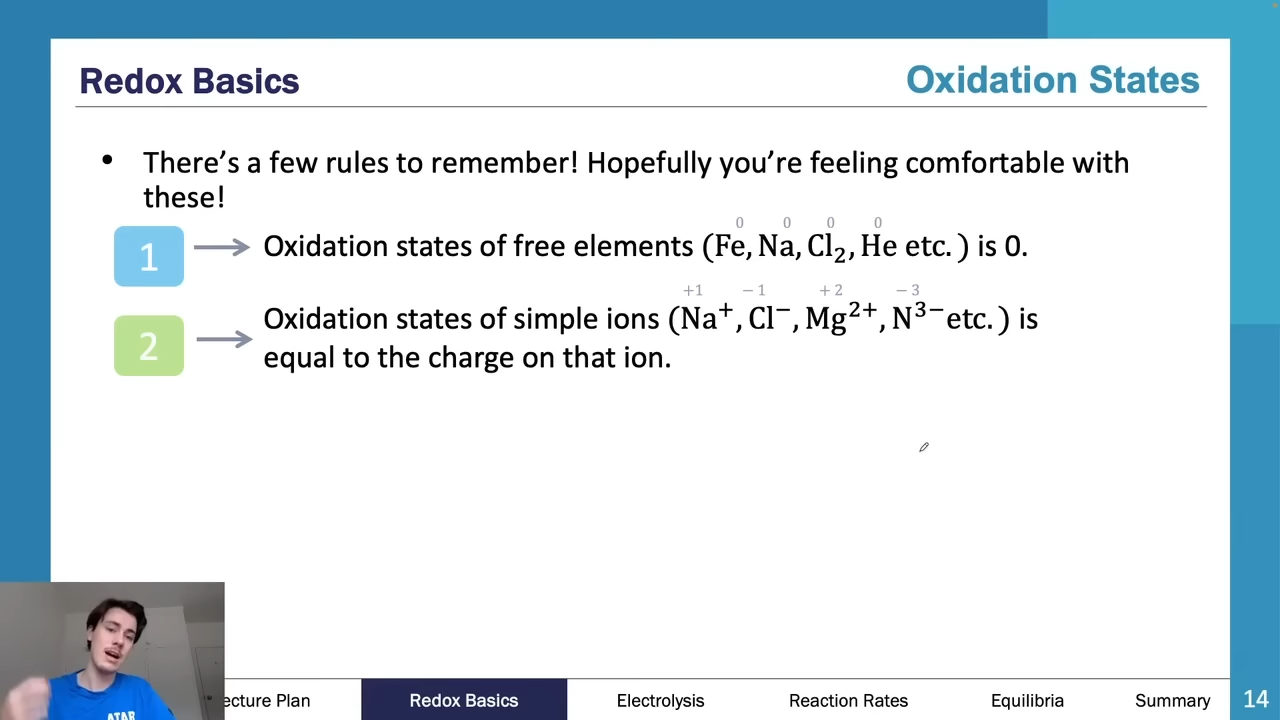 Redox Basics
Oxidation States
• There's a few rules to remember! Hopefully you're feeling comfortable with
these!
0 0 0 0
1 Oxidation states of free elements (Fe, Na, Cl₂, He etc.) is 0.
+1 −1 +2 −3
2 Oxidation states of simple ions (Na⁺, Cl⁻, Mg²⁺, N³⁻ etc.) is
equal to the charge on that ion.
ATAR
ecture Plan Redox Basics Electrolysis Reaction Rates Equilibria Summary 14